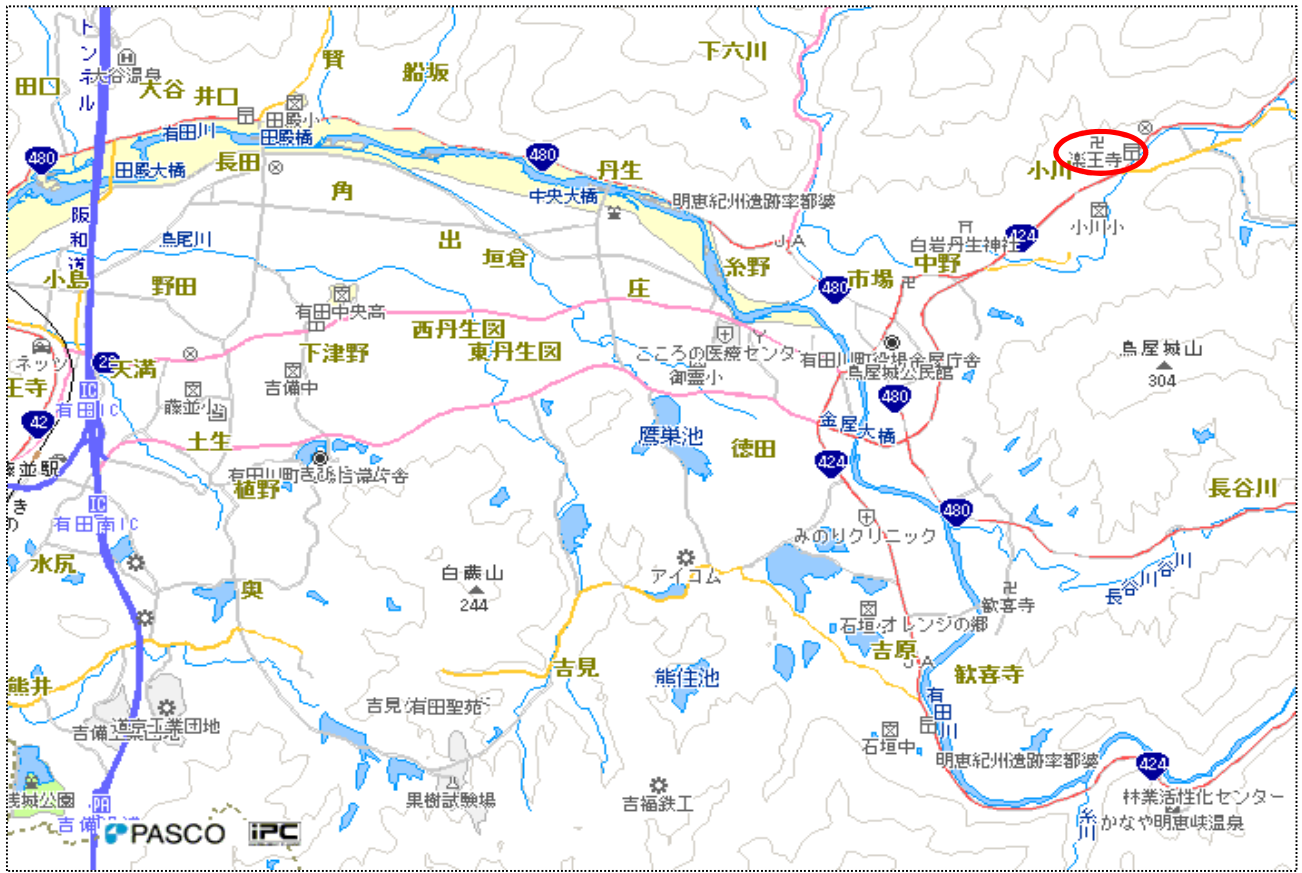 トンネル
大谷温泉
田口
大谷
井口
賢
船坂
下六川
田殿小
有田川
田殿橋
480
田殿大橋
長田
480
丹生
楽王寺
小川
角
中央大橋
明恵紀州遺跡率都婆
小川小
阪和道
鳥尾川
出
垣倉
JA
白岩丹生神社
424
小島
野田
庄
糸野
480
市場
中野
有田中央高
西丹生図
東丹生図
下津野
こころの医療センタ
有田川町役場金屋庁舎
鳥屋城公民館
鳥屋城山
304
ネッツ
天満
吉備中
御霊小
王寺
IC
有田IC
藤並小
480
42
土生
鷹巣池
徳田
金屋大橋
並駅
植野
424
長谷川
き
の
IC
有田南IC
480
みのりクリニック
水尻
奥
白藤山
244
アイコム
長谷川谷川
歓喜寺
石垣
オレンジの郷
吉原
JA
熊井
吉見
熊住池
歓喜寺
有田川
道京工業団地
吉見
有田聖苑
石垣中
明恵紀州遺跡率都婆
424
城公園
果樹試験場
吉福鉄工
林業活性化センター
PA
糸川
かなや明恵峡温泉
吉備
PASCO
iPC